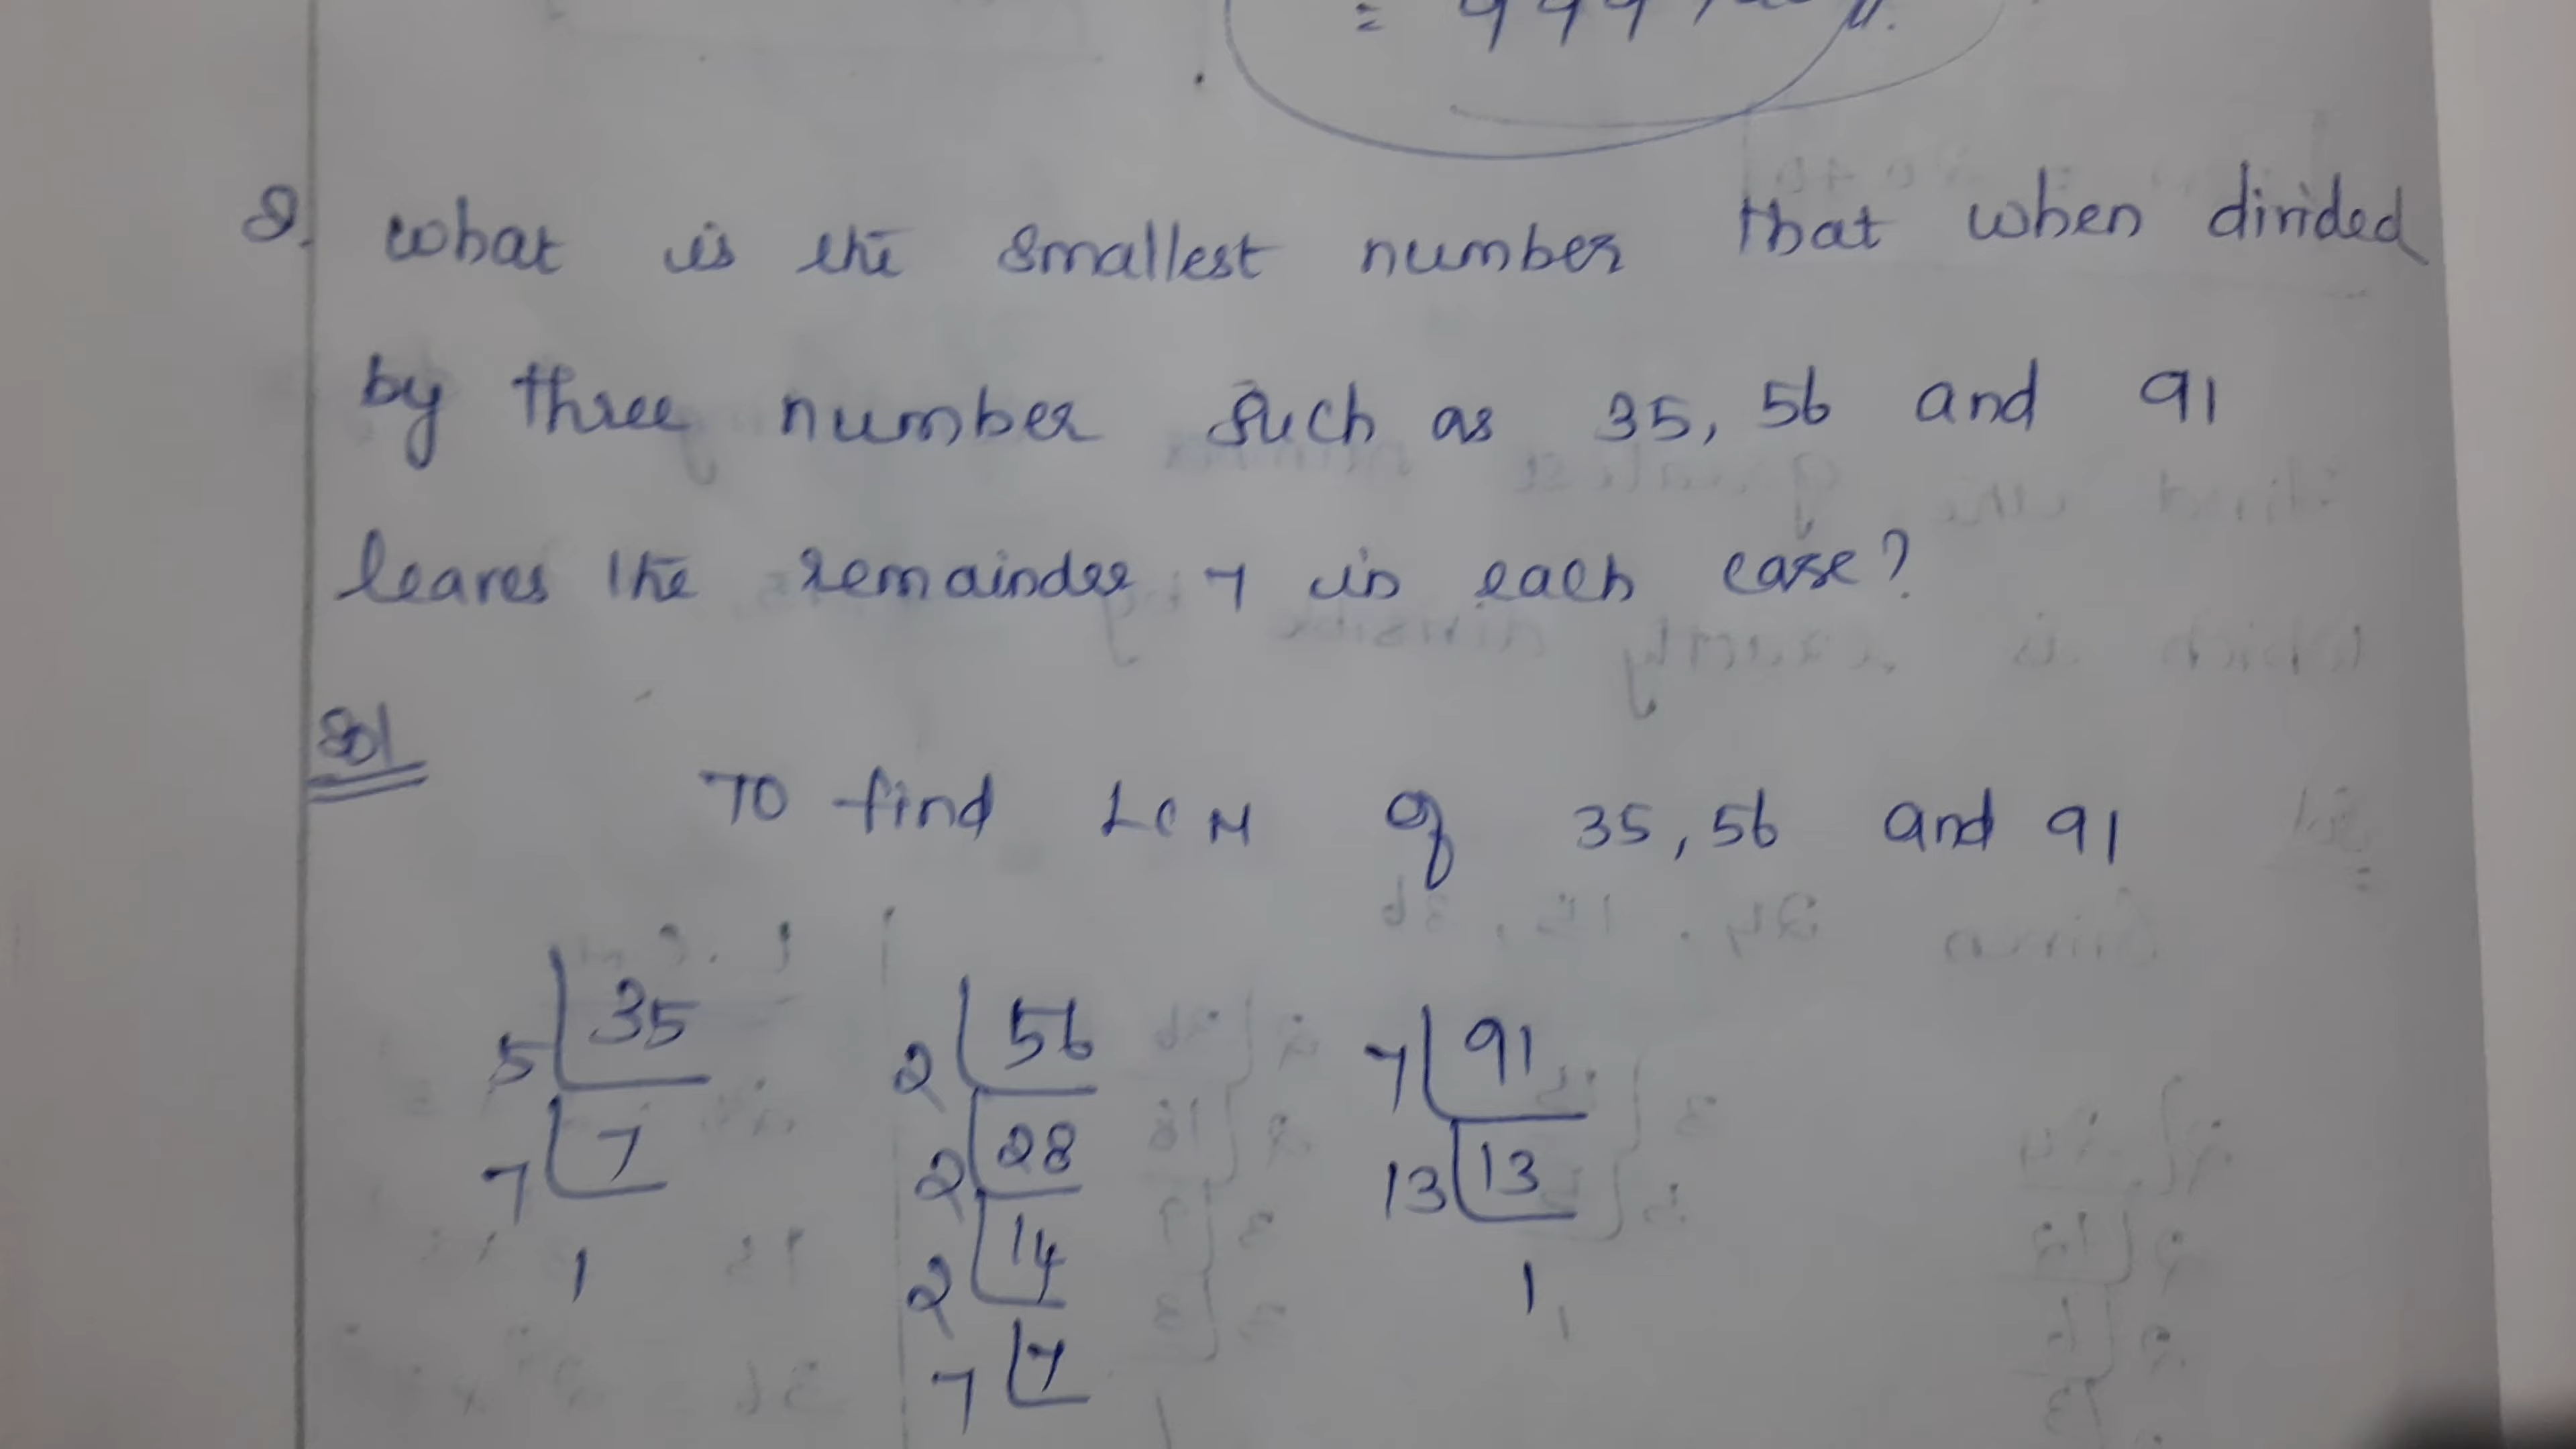 = 999
8. What is the smallest number that when divided
by three number such as 35, 56 and 91
leaves the remainder 7 in each case?
Sol
To find LCM of 35, 56 and 91
5 35
7 7
1
2 56
2 28
2 14
7 7
7 91
13 13
1